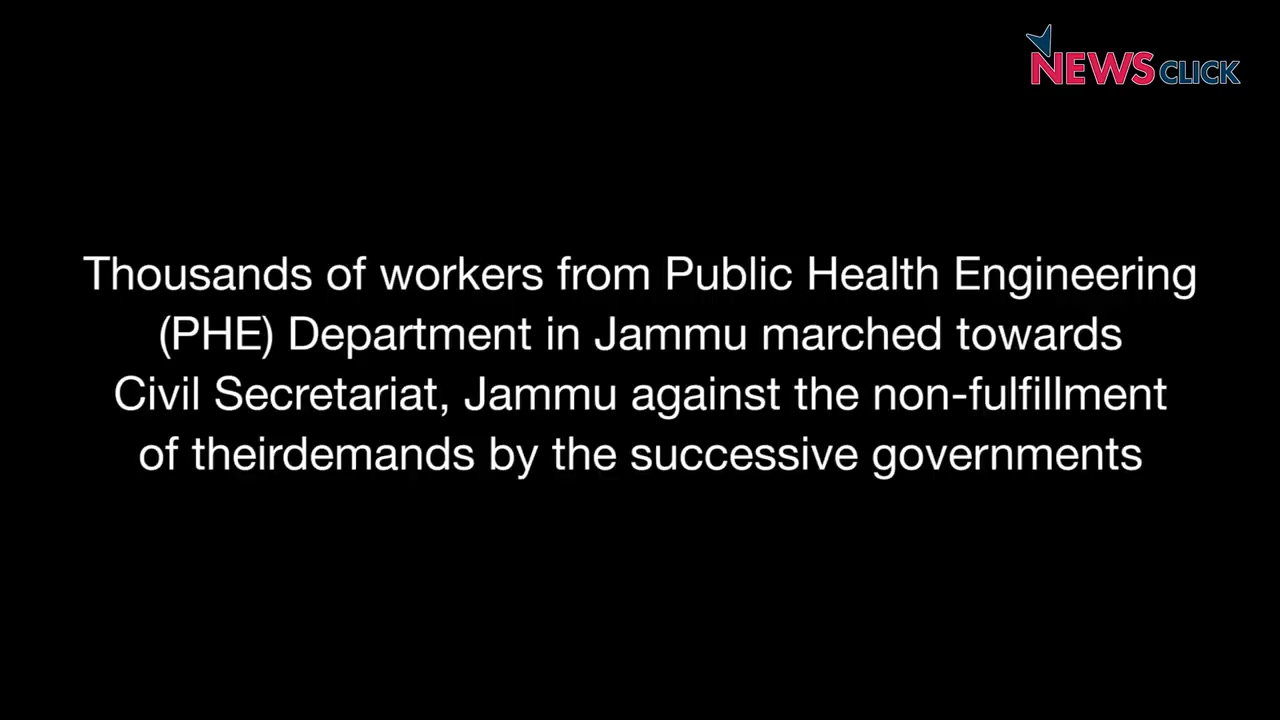 NEWSCLICK
Thousands of workers from Public Health Engineering
(PHE) Department in Jammu marched towards
Civil Secretariat, Jammu against the non-fulfillment
of theirdemands by the successive governments